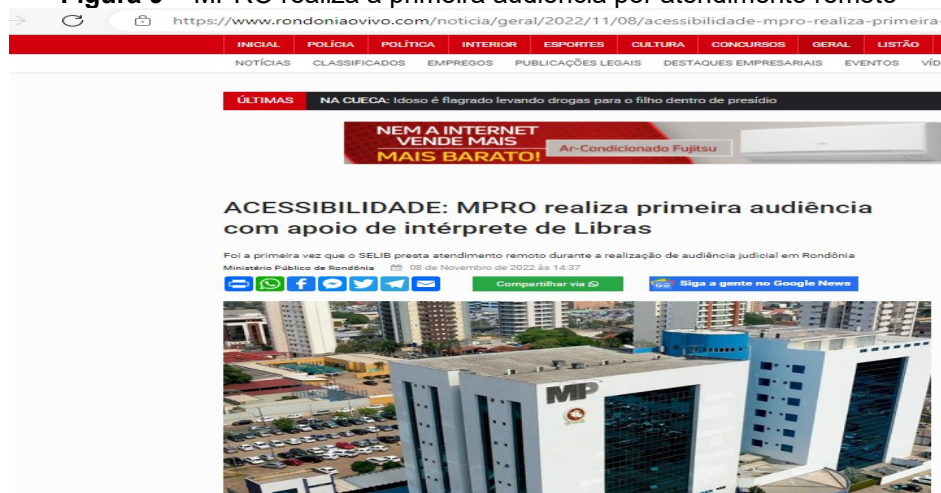 MPRO realiza a primeira audiência por atendimento remoto
https://www.rondoniaovivo.com/noticia/geral/2022/11/08/acessibilidade-mpro-realiza-primeira-
INICIAL POLÍCIA POLÍTICA INTERIOR ESPORTES CULTURA CONCURSOS GERAL LISTÃO
NOTÍCIAS CLASSIFICADOS EMPREGOS PUBLICAÇÕES LEGAIS DESTAQUES EMPRESARIAIS EVENTOS VÍD
ÚLTIMAS NA CUECA: Idoso é flagrado levando drogas para o filho dentro de presídio
NEM A INTERNET
VENDE MAIS
MAIS BARATO!
Ar-Condicionado Fujitsu
ACESSIBILIDADE: MPRO realiza primeira audiência
com apoio de intérprete de Libras
Foi a primeira vez que o SELIB presta atendimento remoto durante a realização de audiência judicial em Rondônia
Ministério Público de Rondônia 08 de Novembro de 2022 às 14:37
Compartilhar via Siga a gente no Google News
MP